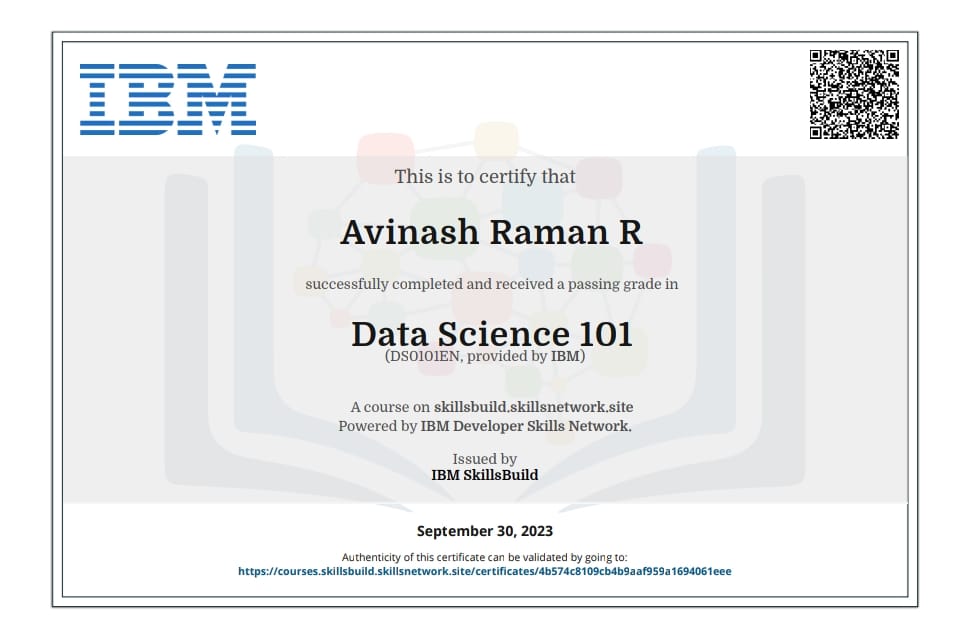 IBM
This is to certify that
Avinash Raman R
successfully completed and received a passing grade in
Data Science 101
(DS0101EN, provided by IBM)
A course on skillsbuild.skillsnetwork.site
Powered by IBM Developer Skills Network.
Issued by
IBM SkillsBuild
September 30, 2023
Authenticity of this certificate can be validated by going to:
https://courses.skillsbuild.skillsnetwork.site/certificates/4b574c8109cb4b9aaf959a1694061eee